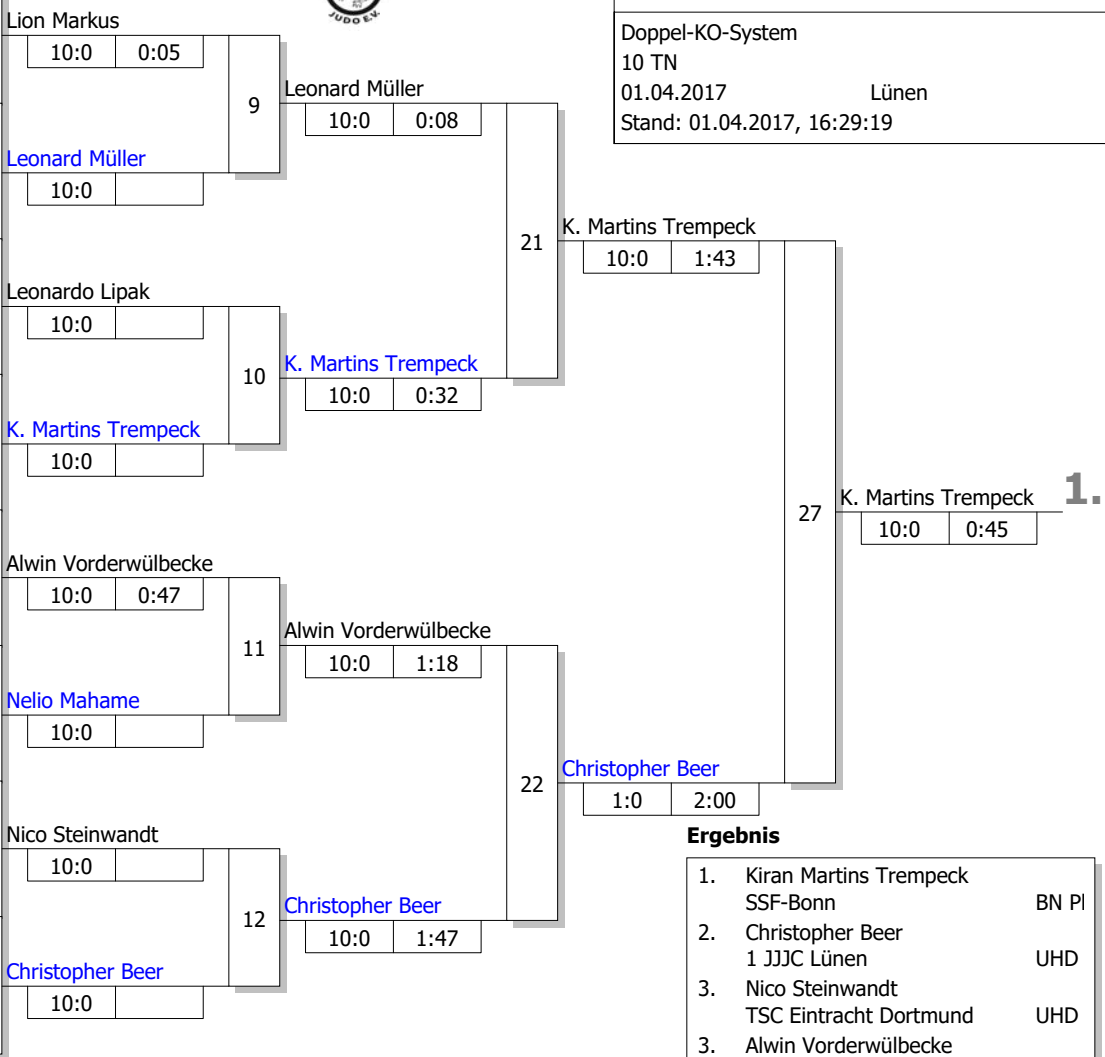 JUDO E.V.
Doppel-KO-System
10 TN
01.04.2017 Lünen
Stand: 01.04.2017, 16:29:19
Lion Markus
10:0 0:05
9
Leonard Müller
10:0 0:08
Leonard Müller
10:0
21
K. Martins Trempeck
10:0 1:43
Leonardo Lipak
10:0
10
K. Martins Trempeck
10:0 0:32
K. Martins Trempeck
10:0
27
K. Martins Trempeck 1.
10:0 0:45
Alwin Vorderwülbecke
10:0 0:47
11
Alwin Vorderwülbecke
10:0 1:18
Nelio Mahame
10:0
22
Christopher Beer
1:0 2:00
Nico Steinwandt
10:0
12
Christopher Beer
10:0 1:47
Christopher Beer
10:0
Ergebnis
1. Kiran Martins Trempeck
SSF-Bonn BN Pl
2. Christopher Beer
1 JJJC Lünen UHD
3. Nico Steinwandt
TSC Eintracht Dortmund UHD
3. Alwin Vorderwülbecke